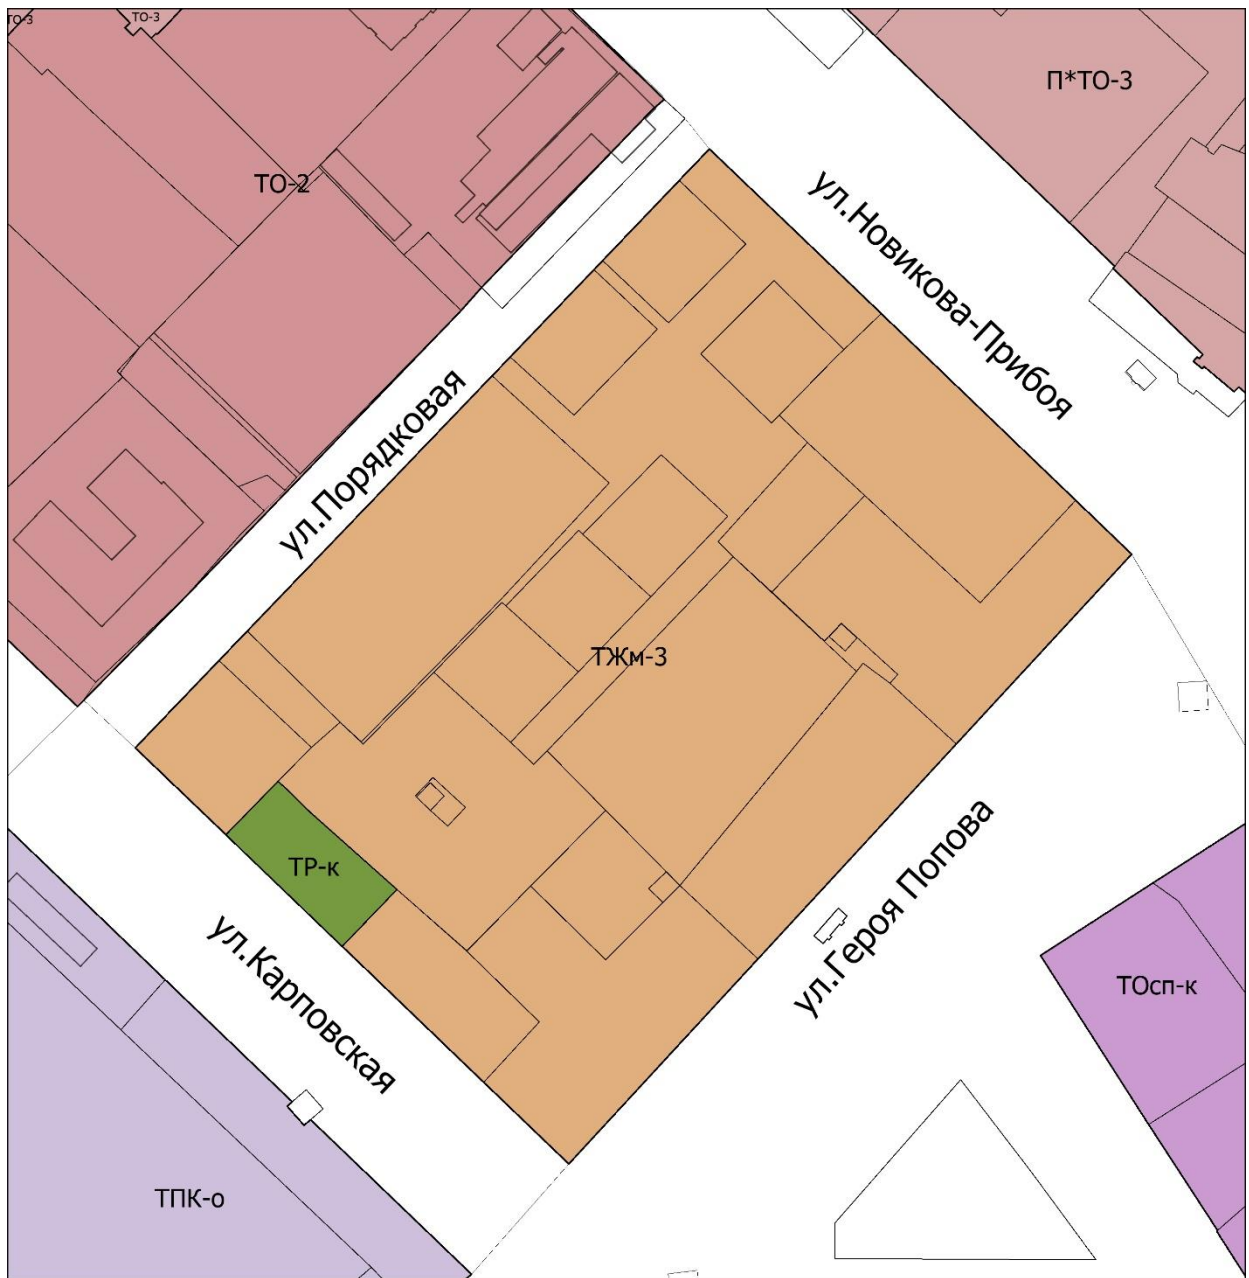 ТО-3
ТО-3
П*ТО-3
ТО-2
ул.Новикова-Прибоя
ул.Порядковая
ТЖм-3
ТР-к
ул.Героя Попова
ул.Карповская
ТОсп-к
ТПК-о